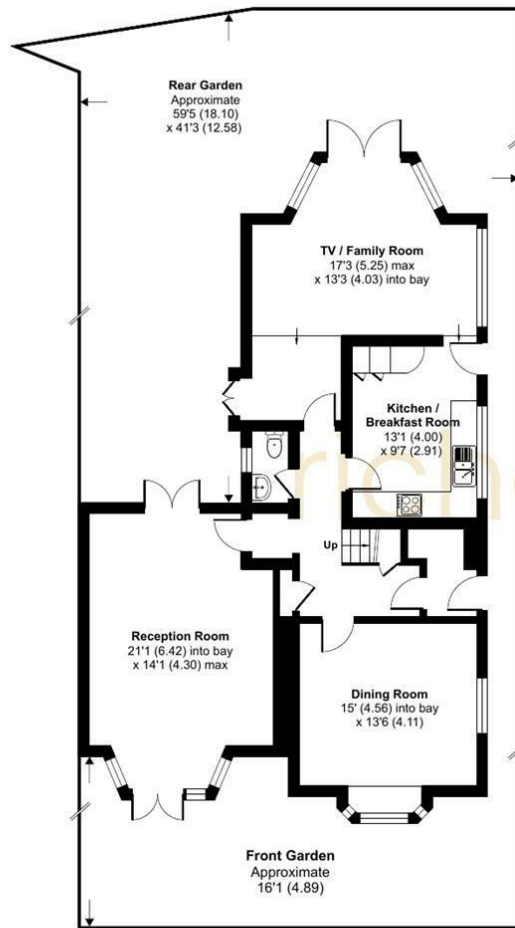 Rear Garden
Approximate
59'5 (18.10)
x 41'3 (12.58)
TV / Family Room
17'3 (5.25) max
x 13'3 (4.03) into bay
Kitchen /
Breakfast Room
13'1 (4.00)
x 9'7 (2.91)
Up
Reception Room
21'1 (6.42) into bay
x 14'1 (4.30) max
Dining Room
15' (4.56) into bay
x 13'6 (4.11)
Front Garden
Approximate
16'1 (4.89)